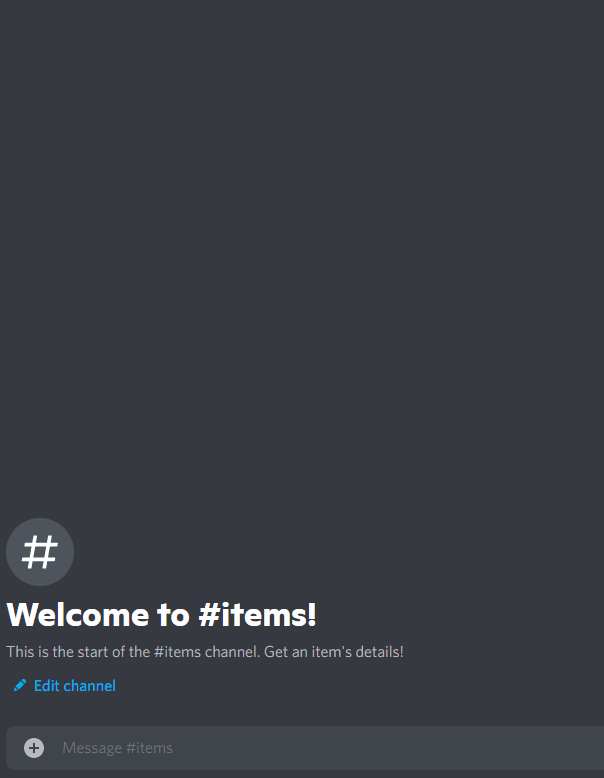 #
Welcome to #items!
This is the start of the #items channel. Get an item's details!
Edit channel
Message #items